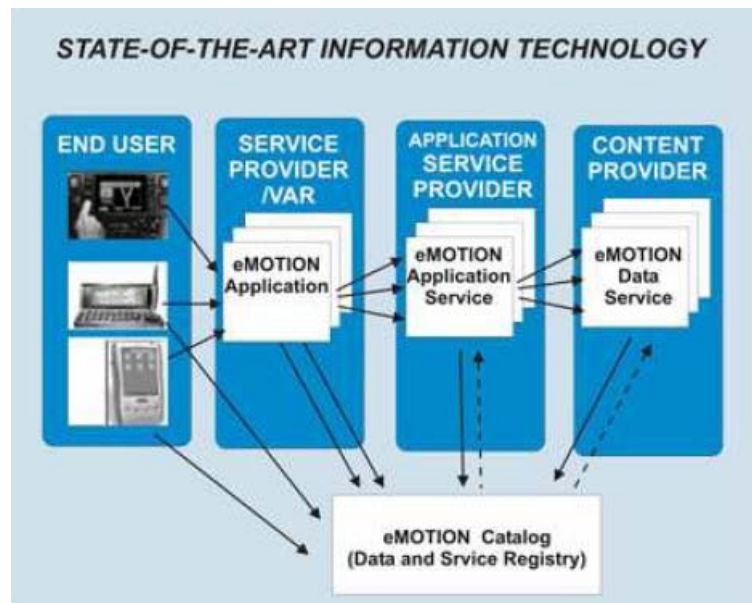 STATE-OF-THE-ART INFORMATION TECHNOLOGY
END USER
SERVICE
PROVIDER
/VAR
APPLICATION
SERVICE
PROVIDER
CONTENT
PROVIDER
eMOTION
Application
eMOTION
Application
Service
eMOTION
Data
Service
eMOTION Catalog
(Data and Srvice Registry)